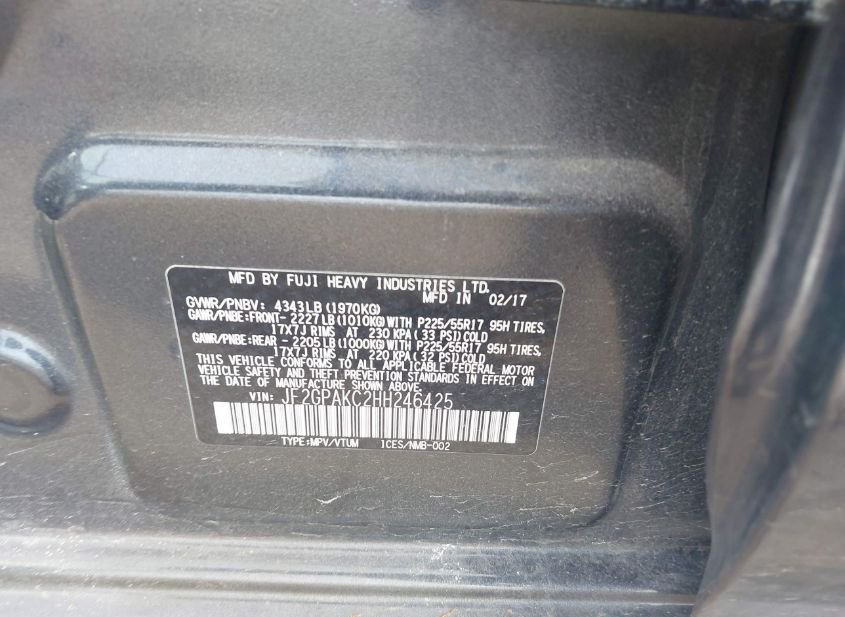 MFD BY FUJI HEAVY INDUSTRIES LTD.
MFD IN 02/17
GVWR/PNBV: 4343LB(1970KG)
GAWR/PNBE:FRONT-2227LB(1010KG)WITH P225/55R17 95H TIRES,
17X7J RIMS AT 230 KPA(33 PSI)COLD
GAWR/PNBE:REAR -2205LB(1000KG)WITH P225/55R17 95H TIRES,
17X7J RIMS AT 220 KPA(32 PSI)COLD
THIS VEHICLE CONFORMS TO ALL APPLICABLE FEDERAL MOTOR
VEHICLE SAFETY AND THEFT PREVENTION STANDARDS IN EFFECT ON
THE DATE OF MANUFACTURE SHOWN ABOVE.
VIN: JF2GPAKC2HH246425
TYPE:MPV/VTUM ICES/NMB-002